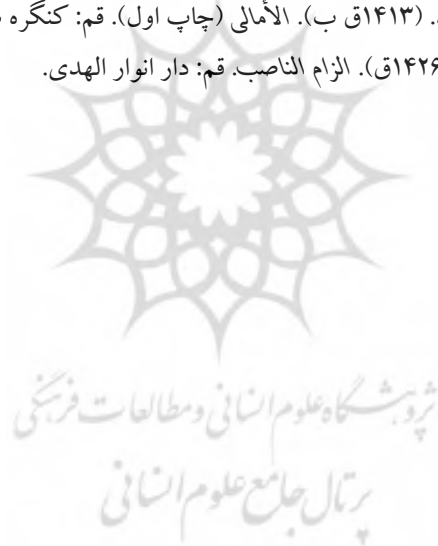 . (۱۴۱۳ق ب). الأمالی (چاپ اول). قم: کنگره
۱۴۲۶ق). الزام الناصب. قم: دار انوار الهدی.
پژوهشگاه علوم انسانی و مطالعات فرهنگی
پرتال جامع علوم انسانی